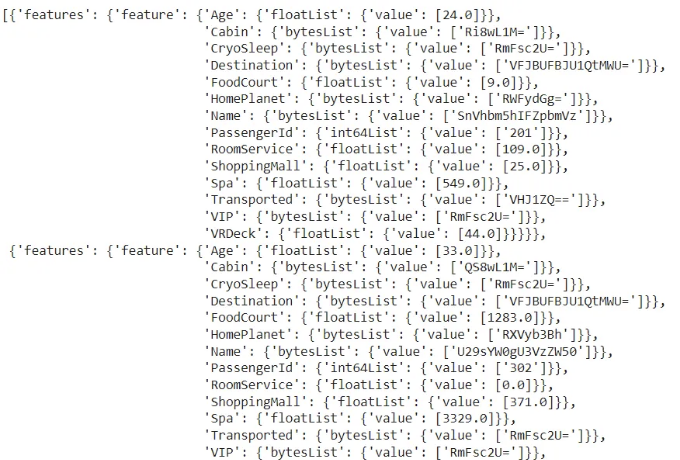 [{'features': {'feature': {'Age': {'floatList': {'value': [24.0]}},
'Cabin': {'bytesList': {'value': ['Ri8wL1M=']}},
'CryoSleep': {'bytesList': {'value': ['RmFsc2U=']}},
'Destination': {'bytesList': {'value': ['VFJBUFBJU1QtMWU=']}},
'FoodCourt': {'floatList': {'value': [9.0]}},
'HomePlanet': {'bytesList': {'value': ['RWFydGg=']}},
'Name': {'bytesList': {'value': ['SnVhbm5hIFZpbmVz']}},
'PassengerId': {'int64List': {'value': ['201']}},
'RoomService': {'floatList': {'value': [109.0]}},
'ShoppingMall': {'floatList': {'value': [25.0]}},
'Spa': {'floatList': {'value': [549.0]}},
'Transported': {'bytesList': {'value': ['VHJ1ZQ==']}},
'VIP': {'bytesList': {'value': ['RmFsc2U=']}},
'VRDeck': {'floatList': {'value': [44.0]}}}}},
{'features': {'feature': {'Age': {'floatList': {'value': [33.0]}},
'Cabin': {'bytesList': {'value': ['QS8wL1M=']}},
'CryoSleep': {'bytesList': {'value': ['RmFsc2U=']}},
'Destination': {'bytesList': {'value': ['VFJBUFBJU1QtMWU=']}},
'FoodCourt': {'floatList': {'value': [1283.0]}},
'HomePlanet': {'bytesList': {'value': ['RXVyb3Bh']}},
'Name': {'bytesList': {'value': ['U29sYW0gU3VzZW50']}},
'PassengerId': {'int64List': {'value': ['302']}},
'RoomService': {'floatList': {'value': [0.0]}},
'ShoppingMall': {'floatList': {'value': [371.0]}},
'Spa': {'floatList': {'value': [3329.0]}},
'Transported': {'bytesList': {'value': ['RmFsc2U=']}},
'VIP': {'bytesList': {'value': ['RmFsc2U=']}},